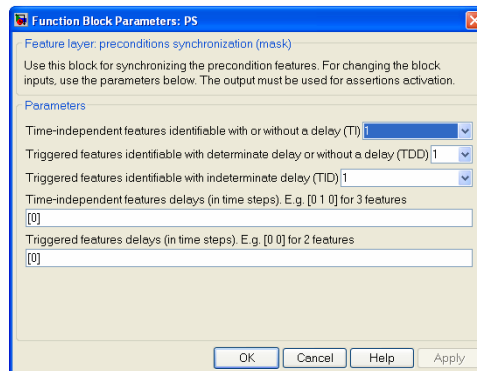 Function Block Parameters: PS
Feature layer: preconditions synchronization (mask)
Use this block for synchronizing the precondition features. For changing the block
inputs, use the parameters below. The output must be used for assertions activation.
Parameters
Time-independent features identifiable with or without a delay (TI) 1
Triggered features identifiable with determinate delay or without a delay (TDD) 1
Triggered features identifiable with indeterminate delay (TID) 1
Time-independent features delays (in time steps). E.g. [0 1 0] for 3 features
[0]
Triggered features delays (in time steps). E.g. [0 0] for 2 features
[0]
OK Cancel Help Apply